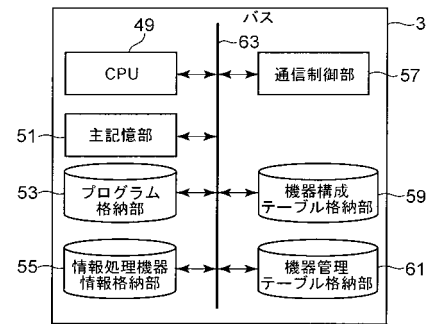 バス
3
49
63
CPU
通信制御部
57
51
主記憶部
53
プログラム
格納部
機器構成
テーブル格納部
59
55
情報処理機器
情報格納部
機器管理
テーブル格納部
61